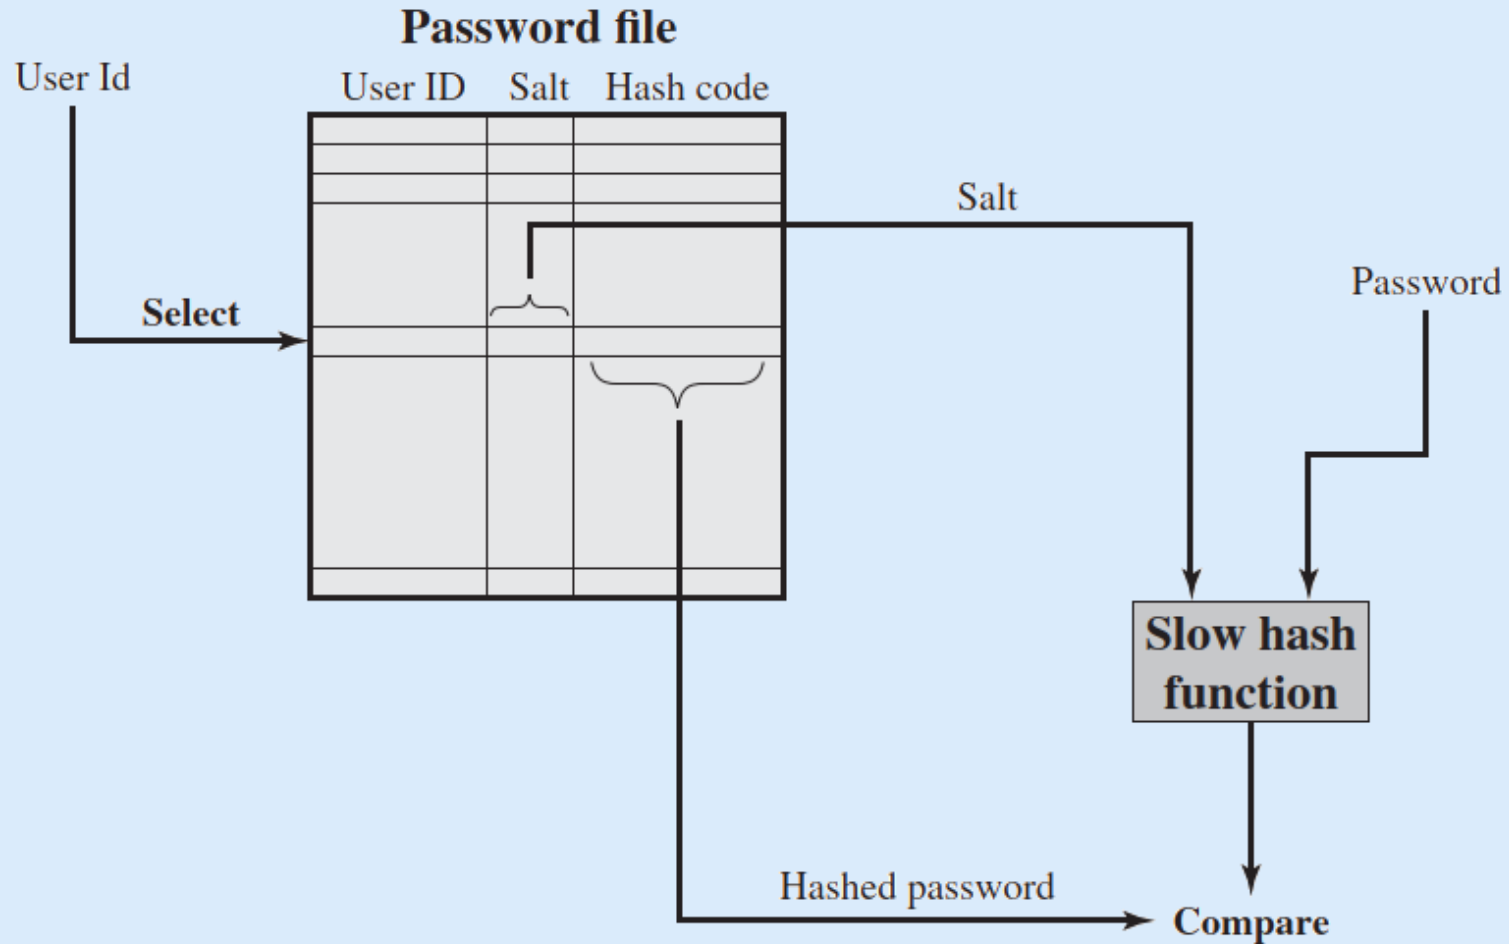 Password file
User Id
User ID Salt Hash code
Salt
Password
Select
Slow hash
function
Hashed password
Compare